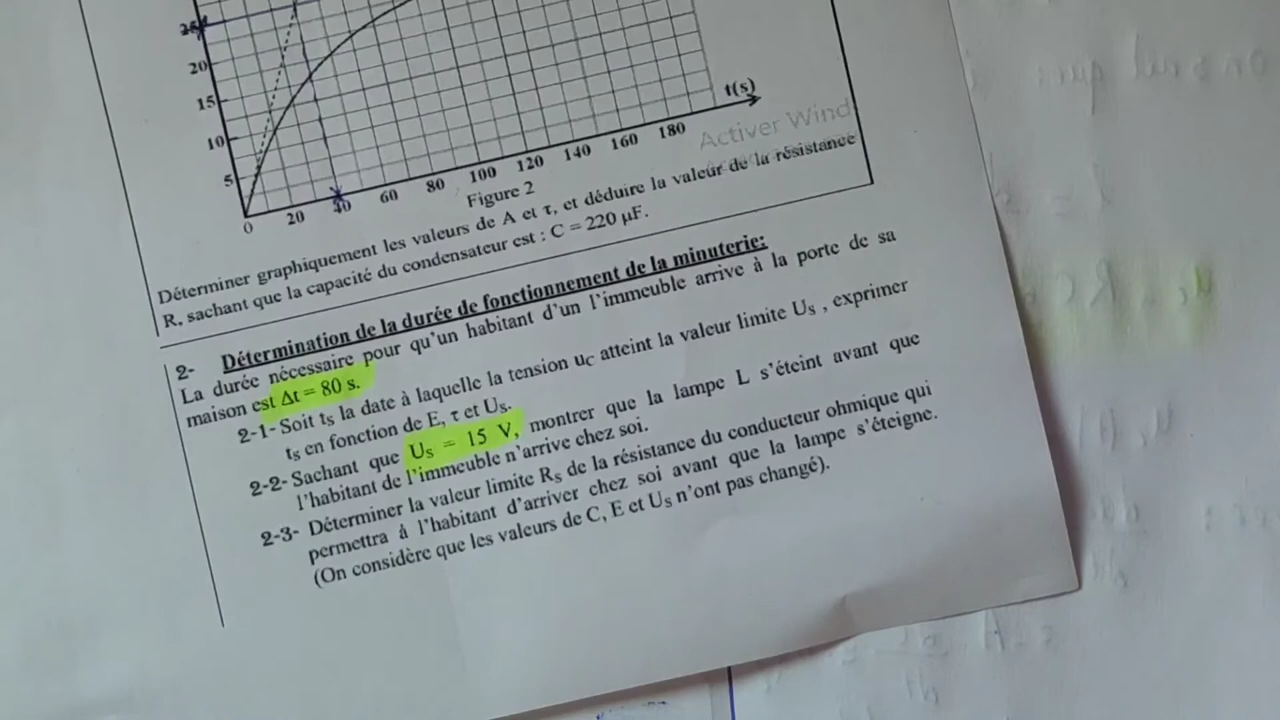 25
20
15
10
5
0 20 40 60 80 100 120 140 160 180
t(s)
Activer Wind
Figure 2
Déterminer graphiquement les valeurs de A et τ, et déduire la valeur de la résistance
R, sachant que la capacité du condensateur est : C = 220 μF.
2- Détermination de la durée de fonctionnement de la minuterie:
La durée nécessaire pour qu'un habitant d'un l'immeuble arrive à la porte de sa
maison est Δt = 80 s.
2-1- Soit ts la date à laquelle la tension uC atteint la valeur limite US , exprimer
ts en fonction de E, τ et US.
2-2- Sachant que US = 15 V, montrer que la lampe L s'éteint avant que
l'habitant de l'immeuble n'arrive chez soi.
2-3- Déterminer la valeur limite RS de la résistance du conducteur ohmique qui
permettra à l'habitant d'arriver chez soi avant que la lampe s'éteigne.
(On considère que les valeurs de C, E et US n'ont pas changé).